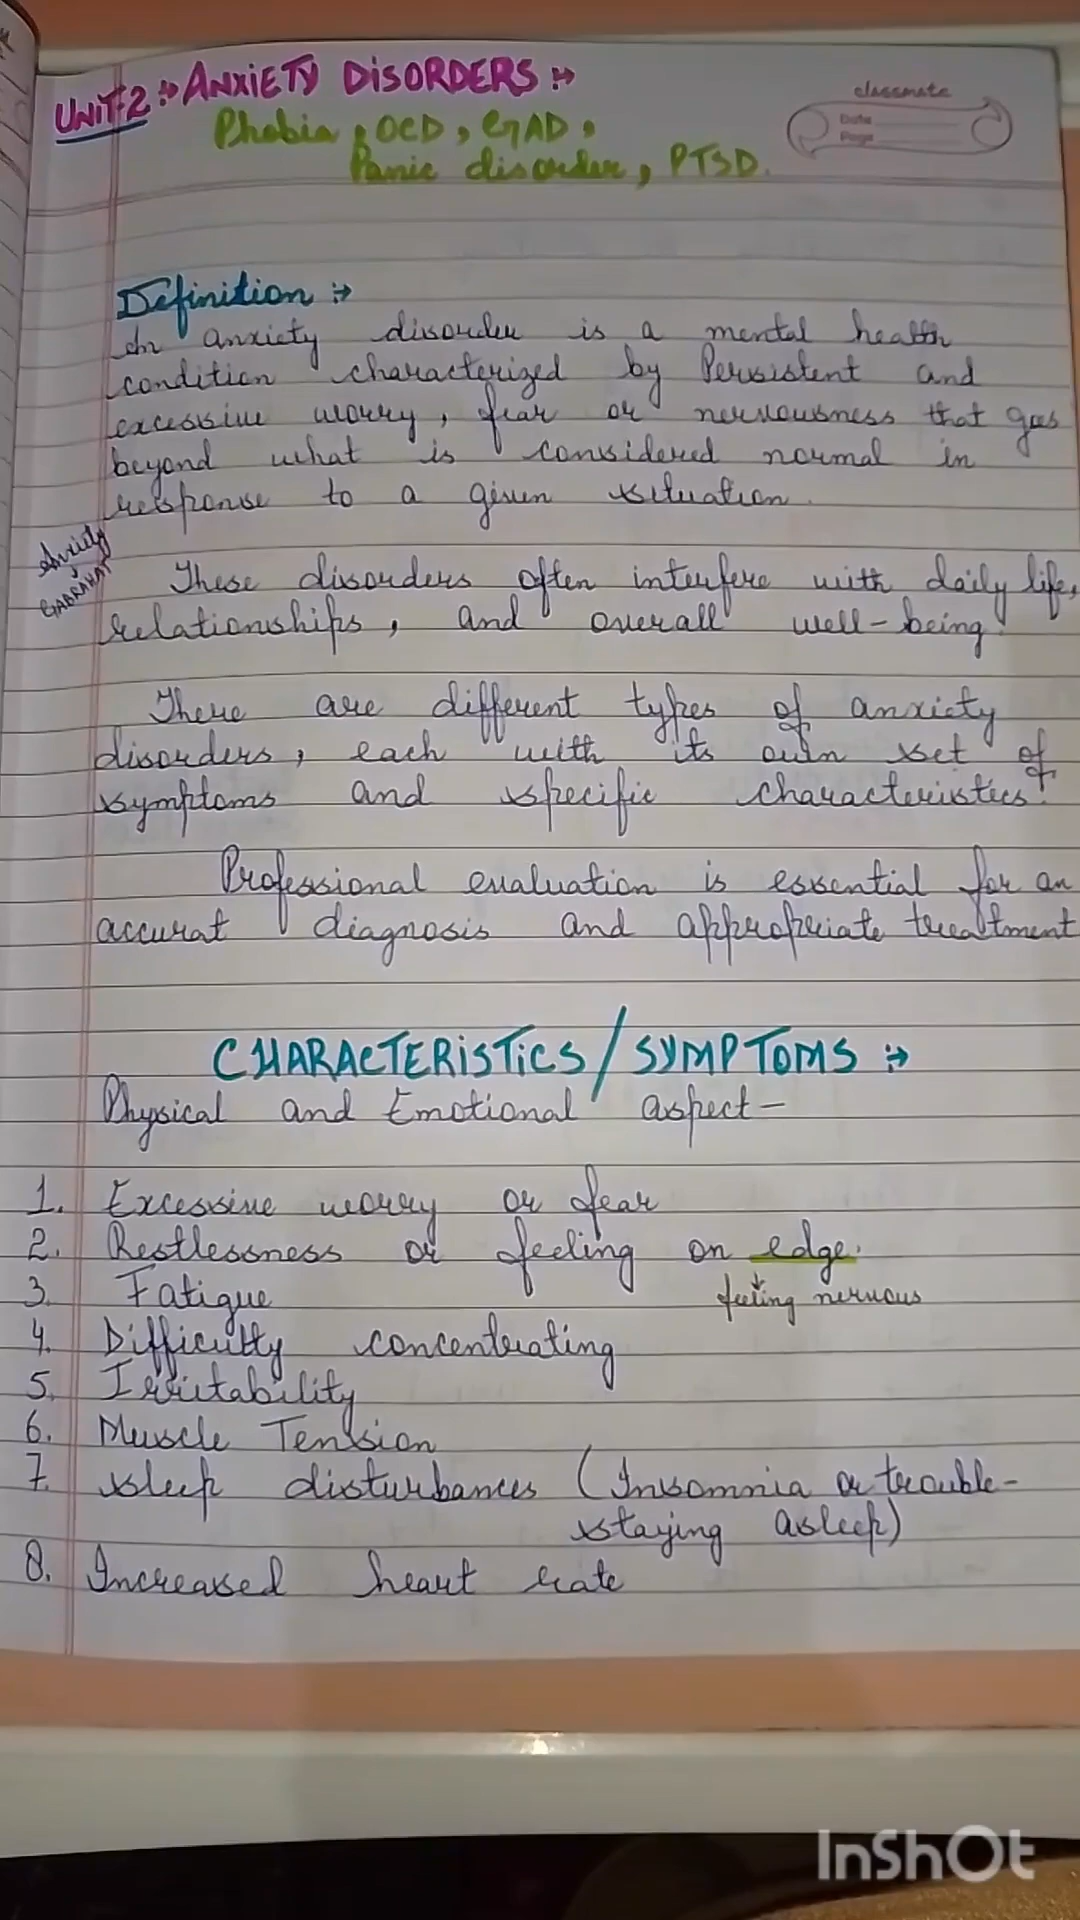 UNIT-2 :→ ANXIETY DISORDERS :→
classmate
Date
Page
Phobia, OCD, GAD,
Panic disorder, PTSD.
Definition :→
An anxiety disorder is a mental health
condition characterized by Persistent and
excessive worry, fear or nervousness that goes
beyond what is considered normal in
response to a given situation.
Anxiety
↓
GABRAHAT
These disorders often interfere with daily life,
relationships, and overall well-being.
There are different types of anxiety
disorders, each with its own set of
symptoms and specific characteristics.
Professional evaluation is essential for an
accurat diagnosis and appropriate treatment
CHARACTERISTICS/SYMPTOMS :→
Physical and Emotional aspect -
1. Excessive worry or fear
2. Restlessness or feeling on edge.
↓
feeling nervous
3. Fatigue
4. Difficulty concentrating
5. Irritability
6. Muscle Tension
7. sleep disturbances (Insomnia or trouble-
staying asleep)
8. Increased heart rate
InShOt